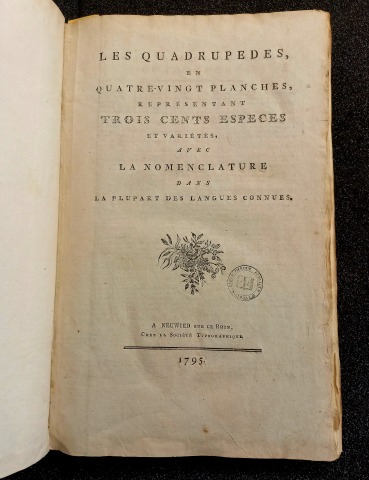 LES QUADRUPEDES,
EN
QUATRE-VINGT PLANCHES,
REPRÉSENTANT
TROIS CENTS ESPECES
ET VARIÉTÉS,
AVEC
LA NOMENCLATURE
DANS
LA PLUPART DES LANGUES CONNUES.
A NEUWIED SUR LE RHIN,
CHEZ LA SOCIÉTÉ TYPOGRAPHIQUE
1795.